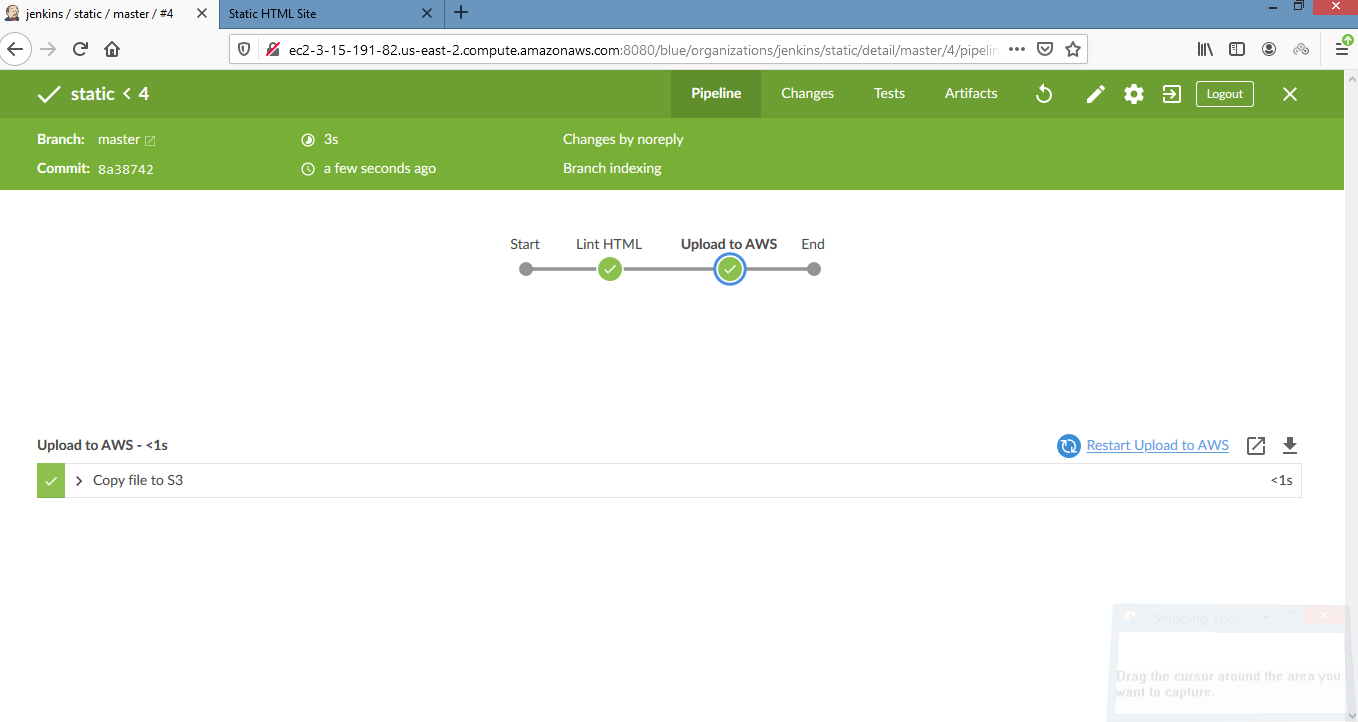 jenkins / static / master / #4
Static HTML Site
ec2-3-15-191-82.us-east-2.compute.amazonaws.com:8080/blue/organizations/jenkins/static/detail/master/4/pipelin
static < 4
Pipeline
Changes
Tests
Artifacts
Logout
Branch: master
3s
Changes by noreply
Commit: 8a38742
a few seconds ago
Branch indexing
Start
Lint HTML
Upload to AWS
End
Upload to AWS - <1s
Restart Upload to AWS
Copy file to S3
<1s
Snipping Tool
Drag the cursor around the area you
want to capture.